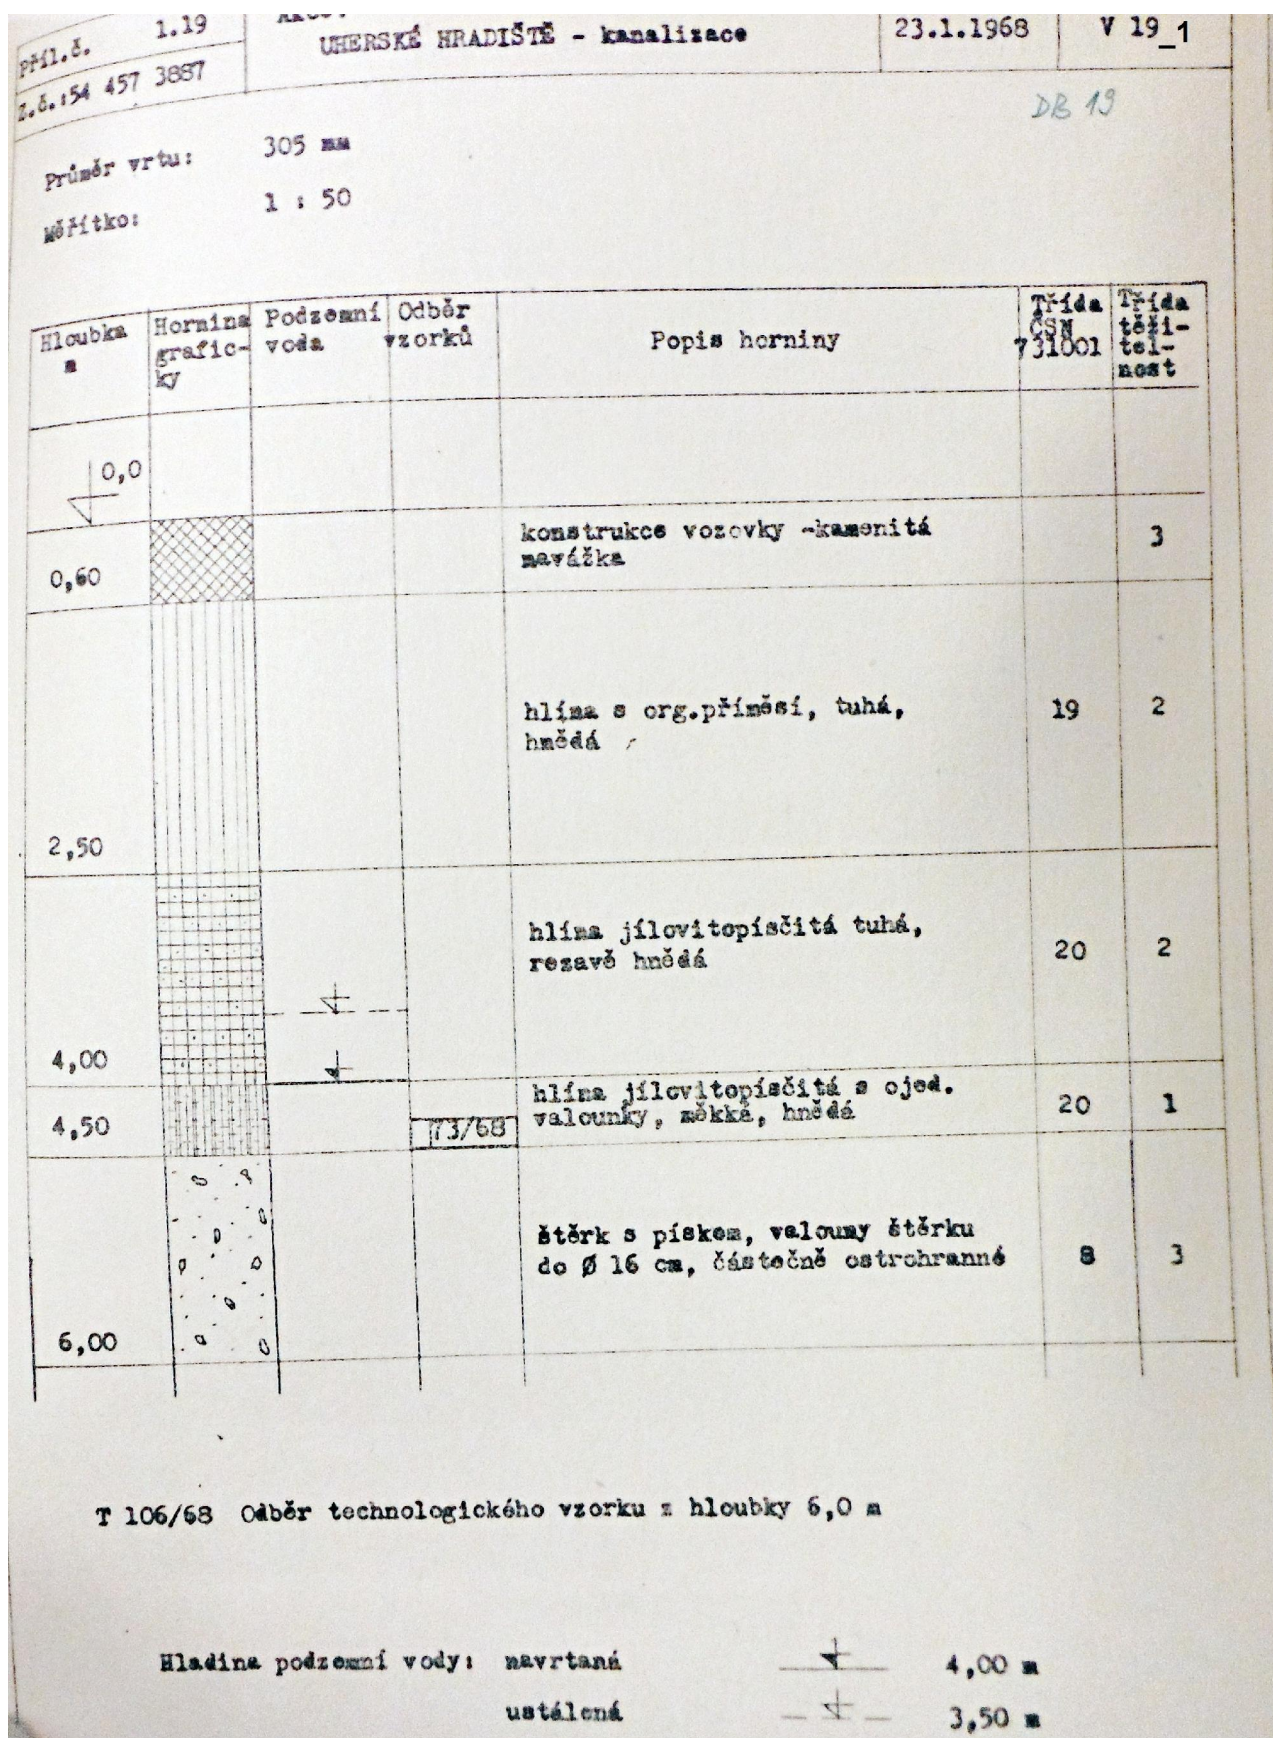 Příl.č. 1.19
UHERSKÉ HRADIŠTĚ - kanalizace
23.1.1968
V 19_1
Z.č.:54 457 3887
DB 19
Průměr vrtu: 305 mm
Měřítko: 1 : 50
Hloubka
m
Hornina
grafic-
ky
Podzemní
voda
Odběr
vzorků
Popis horniny
Třída
ČSN
731001
Třída
těži-
tel-
nost
0,0
konstrukce vozovky -kamenitá
navážka
3
0,60
hlína s org.příměsí, tuhá,
hnědá
19
2
2,50
hlína jílovitopísčitá tuhá,
rezavě hnědá
20
2
4,00
hlína jílovitopísčitá s ojed.
valounky, měkká, hnědá
20
1
4,50
73/68
štěrk s pískem, valouny štěrku
do Ø 16 cm, částečně ostrohranné
8
3
6,00
T 106/68 Odběr technologického vzorku z hloubky 6,0 m
Hladina podzemní vody: navrtaná 4,00 m
ustálená 3,50 m